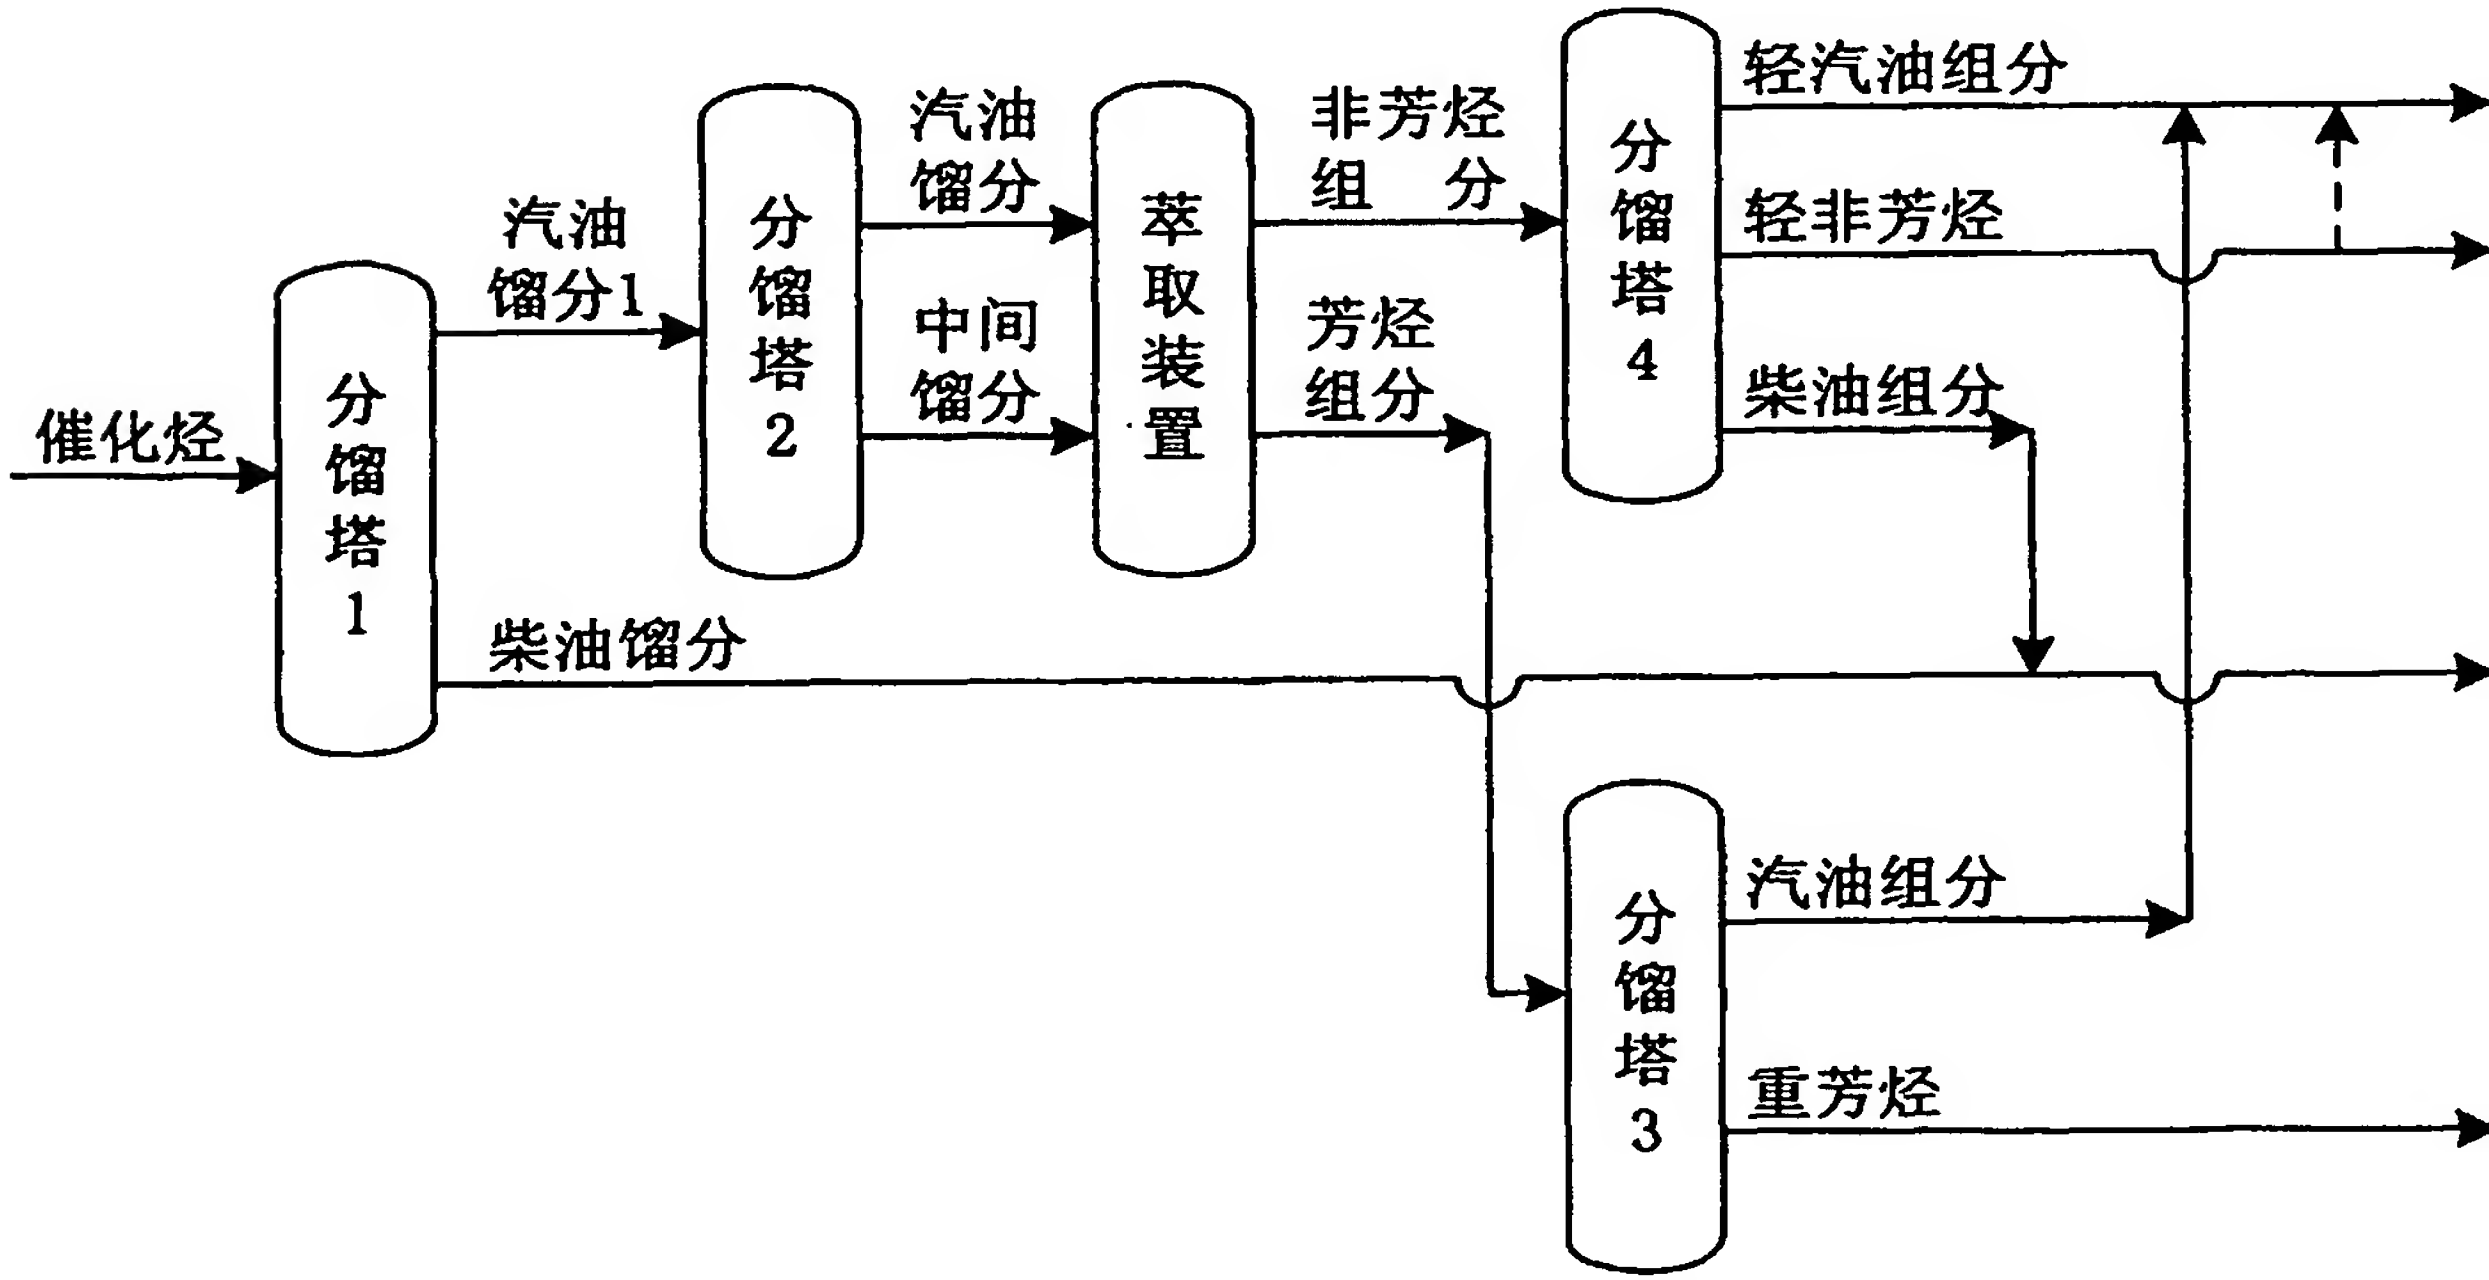 催化烃
分
馏
塔
1
汽油
馏分1
柴油馏分
分
馏
塔
2
汽油
馏分
中间
馏分
萃
取
装
置
非芳烃
组 分
芳烃
组分
分
馏
塔
4
轻汽油组分
轻非芳烃
柴油组分
分
馏
塔
3
汽油组分
重芳烃